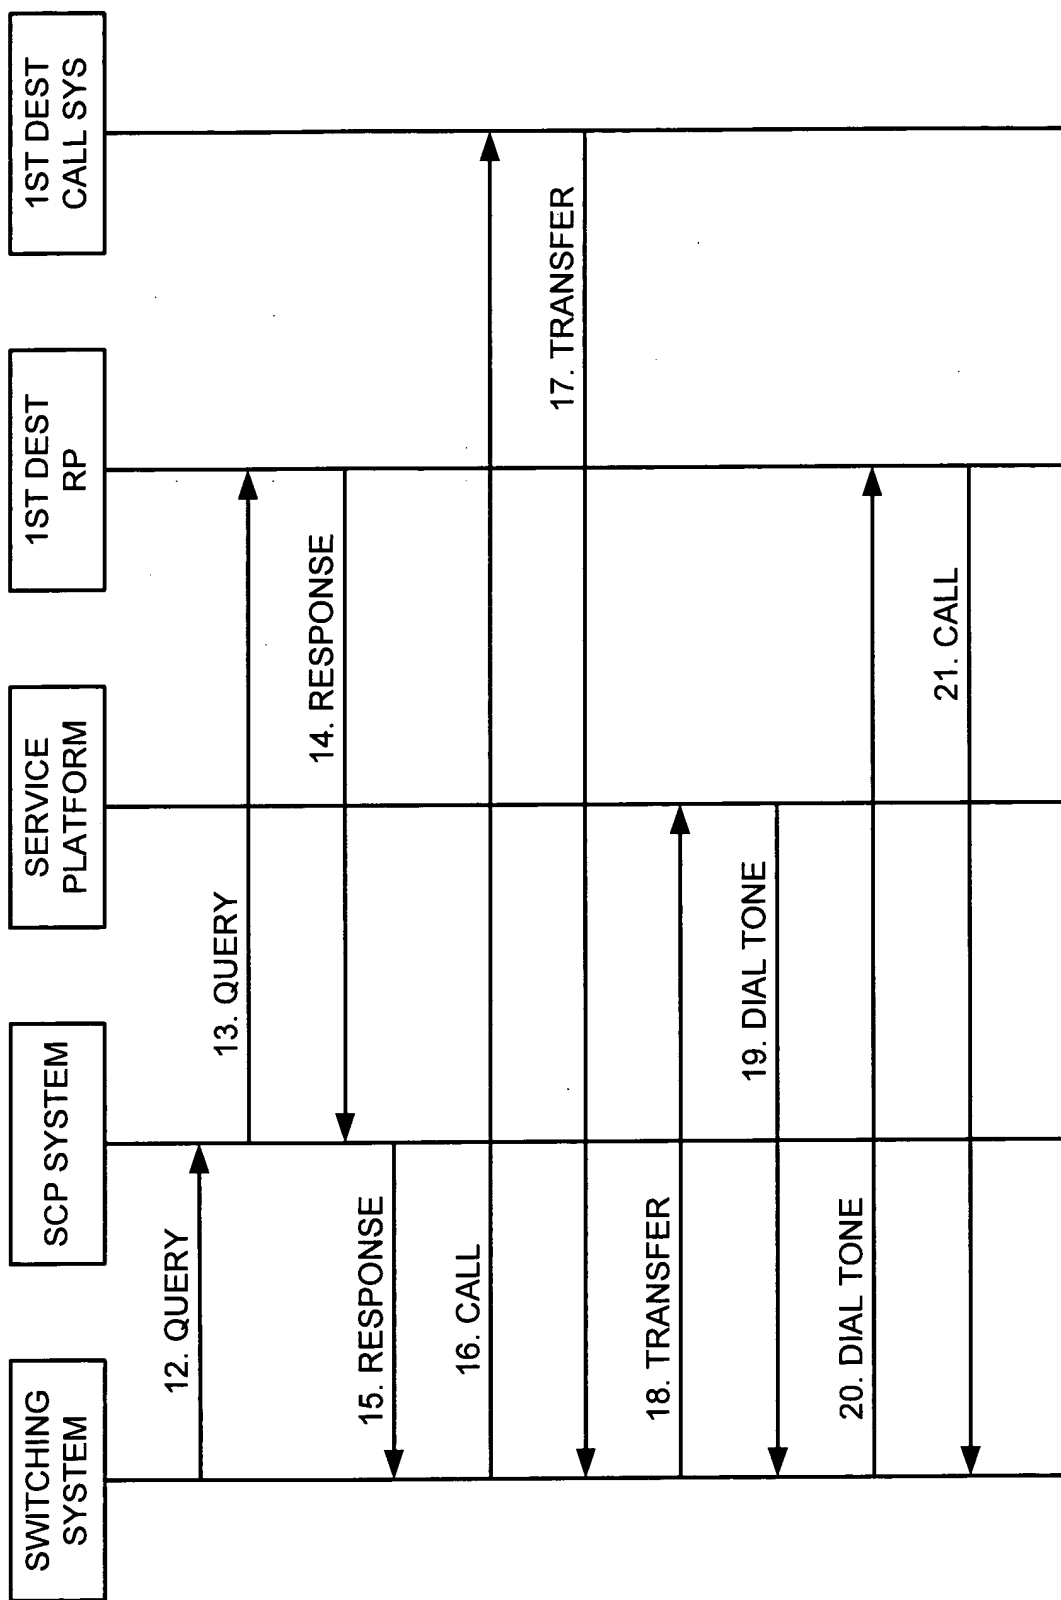 SWITCHING
SYSTEM
SCP SYSTEM
SERVICE
PLATFORM
1ST DEST
RP
1ST DEST
CALL SYS
12. QUERY
13. QUERY
14. RESPONSE
15. RESPONSE
16. CALL
17. TRANSFER
18. TRANSFER
19. DIAL TONE
20. DIAL TONE
21. CALL